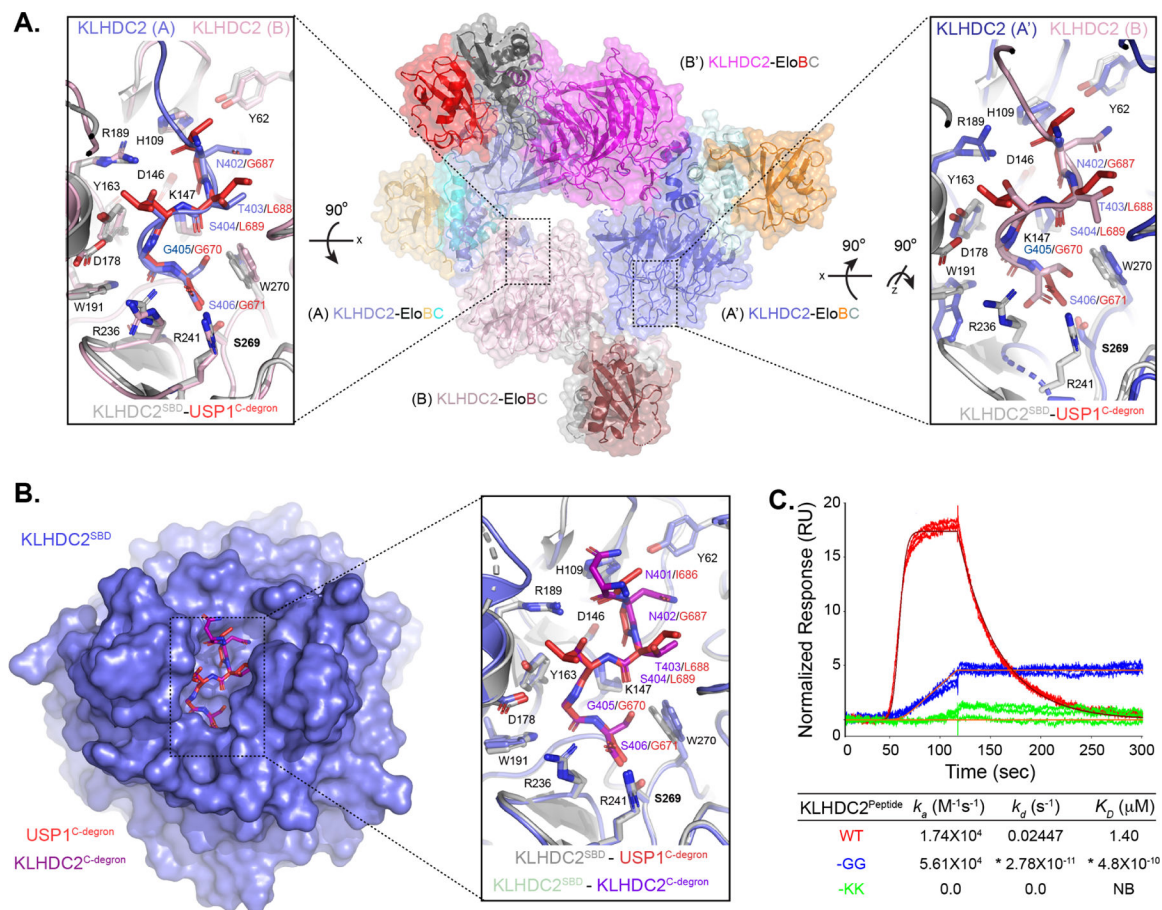 A.
KLHDC2 (A) KLHDC2 (B)
R189
H109
Y62
D146
N402/G687
Y163
K147
T403/L688
S404/L689
G405/G670
D178
W270
W191
S406/G671
R236
R241
S269
KLHDC2SBD-USP1C-degron
90°
x
(B') KLHDC2-EloBC
(A) KLHDC2-EloBC
(A') KLHDC2-EloBC
(B) KLHDC2-EloBC
90° 90°
x z
KLHDC2 (A') KLHDC2 (B)
R189
H109
Y62
D146
N402/G687
Y163
T403/L688
K147
S404/L689
G405/G670
D178
W270
W191
S406/G671
R236
S269
R241
KLHDC2SBD-USP1C-degron
B.
KLHDC2SBD
USP1C-degron
KLHDC2C-degron
H109
Y62
N401/I686
R189
N402/G687
D146
T403/L688
Y163
S404/L689
K147
G405/G670
D178
W270
S406/G671
W191
R236
R241
S269
KLHDC2SBD - USP1C-degron
KLHDC2SBD - KLHDC2C-degron
C.
Normalized Response (RU)
20
15
10
5
0
0 50 100 150 200 250 300
Time (sec)
KLHDC2Peptide ka (M-1s-1) kd (s-1) KD (µM)
WT 1.74X104 0.02447 1.40
-GG 5.61X104 * 2.78X10-11 * 4.8X10-10
-KK 0.0 0.0 NB